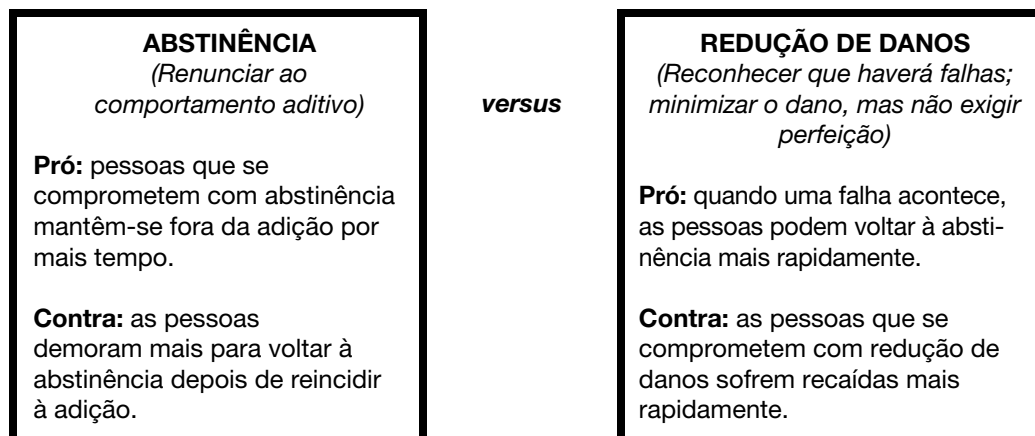 ABSTINÊNCIA
(Renunciar ao
comportamento aditivo)
Pró: pessoas que se
comprometem com abstinência
mantêm-se fora da adição por
mais tempo.
Contra: as pessoas
demoram mais para voltar à
abstinência depois de reincidir
à adição.
versus
REDUÇÃO DE DANOS
(Reconhecer que haverá falhas;
minimizar o dano, mas não exigir
perfeição)
Pró: quando uma falha acontece,
as pessoas podem voltar à absti-
nência mais rapidamente.
Contra: as pessoas que se
comprometem com redução de
danos sofrem recaídas mais
rapidamente.